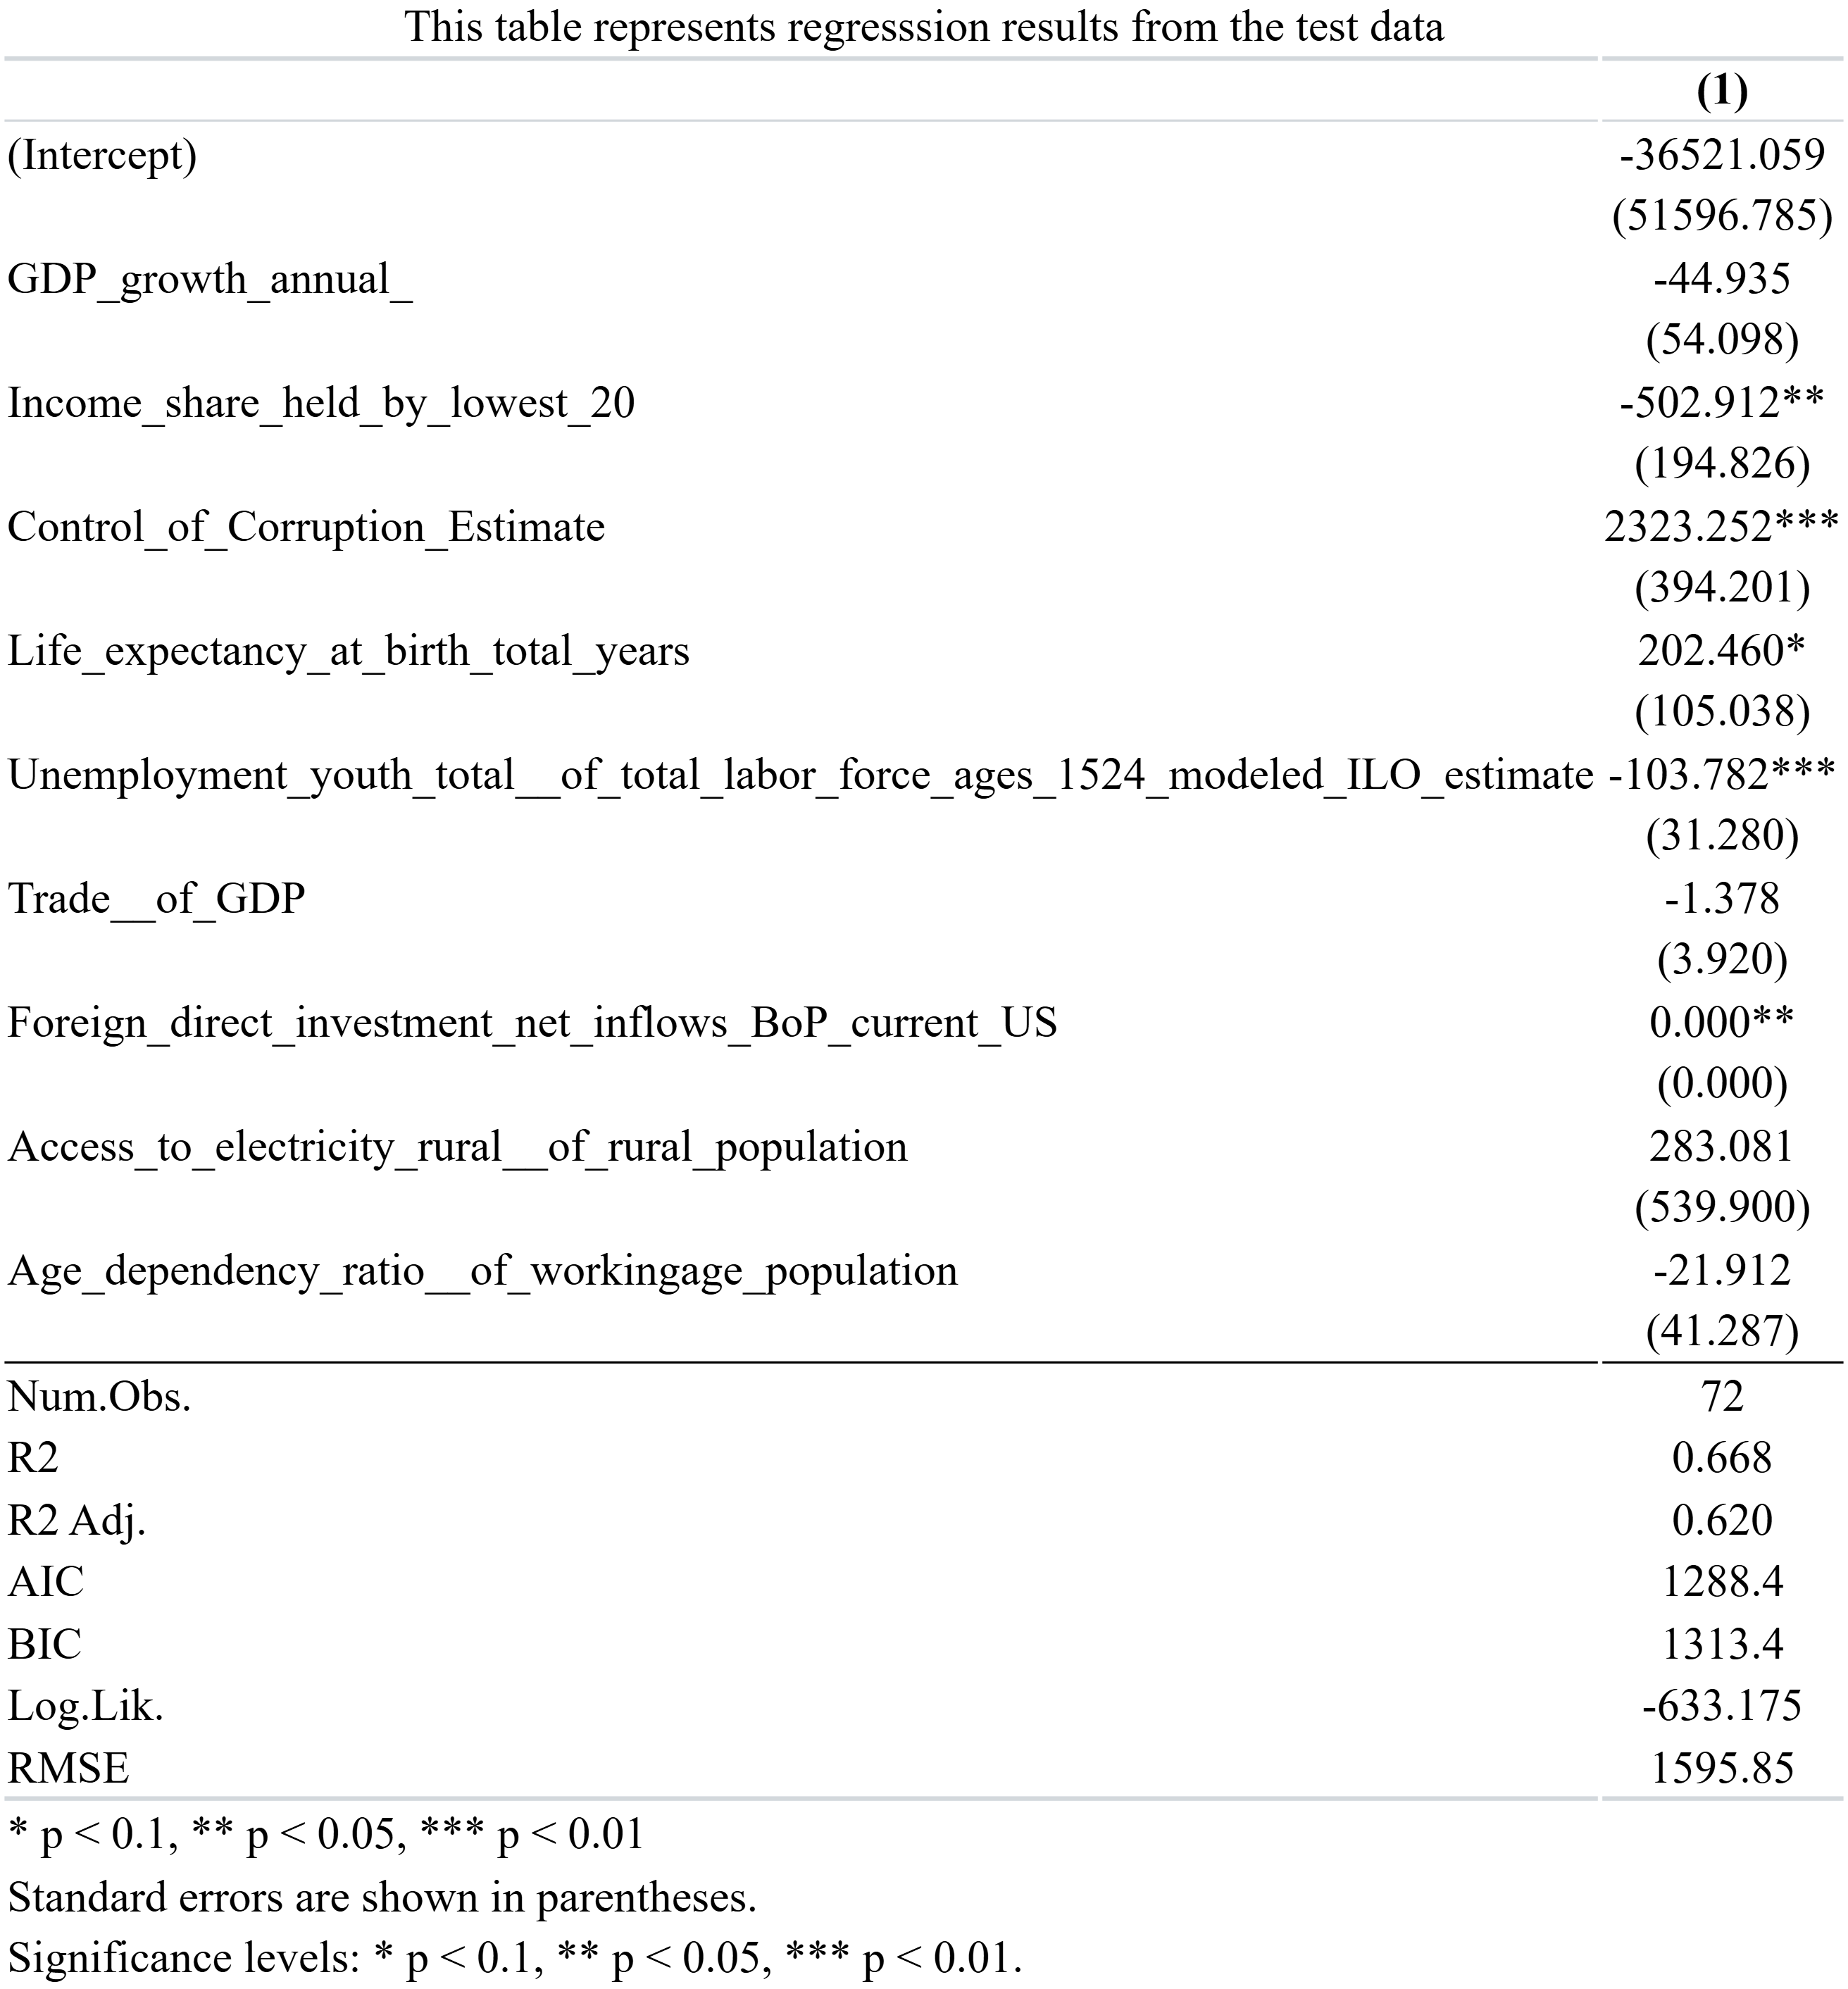 This table represents regresssion results from the test data
(1)
(Intercept) -36521.059
(51596.785)
GDP_growth_annual_ -44.935
(54.098)
Income_share_held_by_lowest_20 -502.912**
(194.826)
Control_of_Corruption_Estimate 2323.252***
(394.201)
Life_expectancy_at_birth_total_years 202.460*
(105.038)
Unemployment_youth_total__of_total_labor_force_ages_1524_modeled_ILO_estimate -103.782***
(31.280)
Trade__of_GDP -1.378
(3.920)
Foreign_direct_investment_net_inflows_BoP_current_US 0.000**
(0.000)
Access_to_electricity_rural__of_rural_population 283.081
(539.900)
Age_dependency_ratio__of_workingage_population -21.912
(41.287)
Num.Obs. 72
R2 0.668
R2 Adj. 0.620
AIC 1288.4
BIC 1313.4
Log.Lik. -633.175
RMSE 1595.85
* p < 0.1, ** p < 0.05, *** p < 0.01
Standard errors are shown in parentheses.
Significance levels: * p < 0.1, ** p < 0.05, *** p < 0.01.